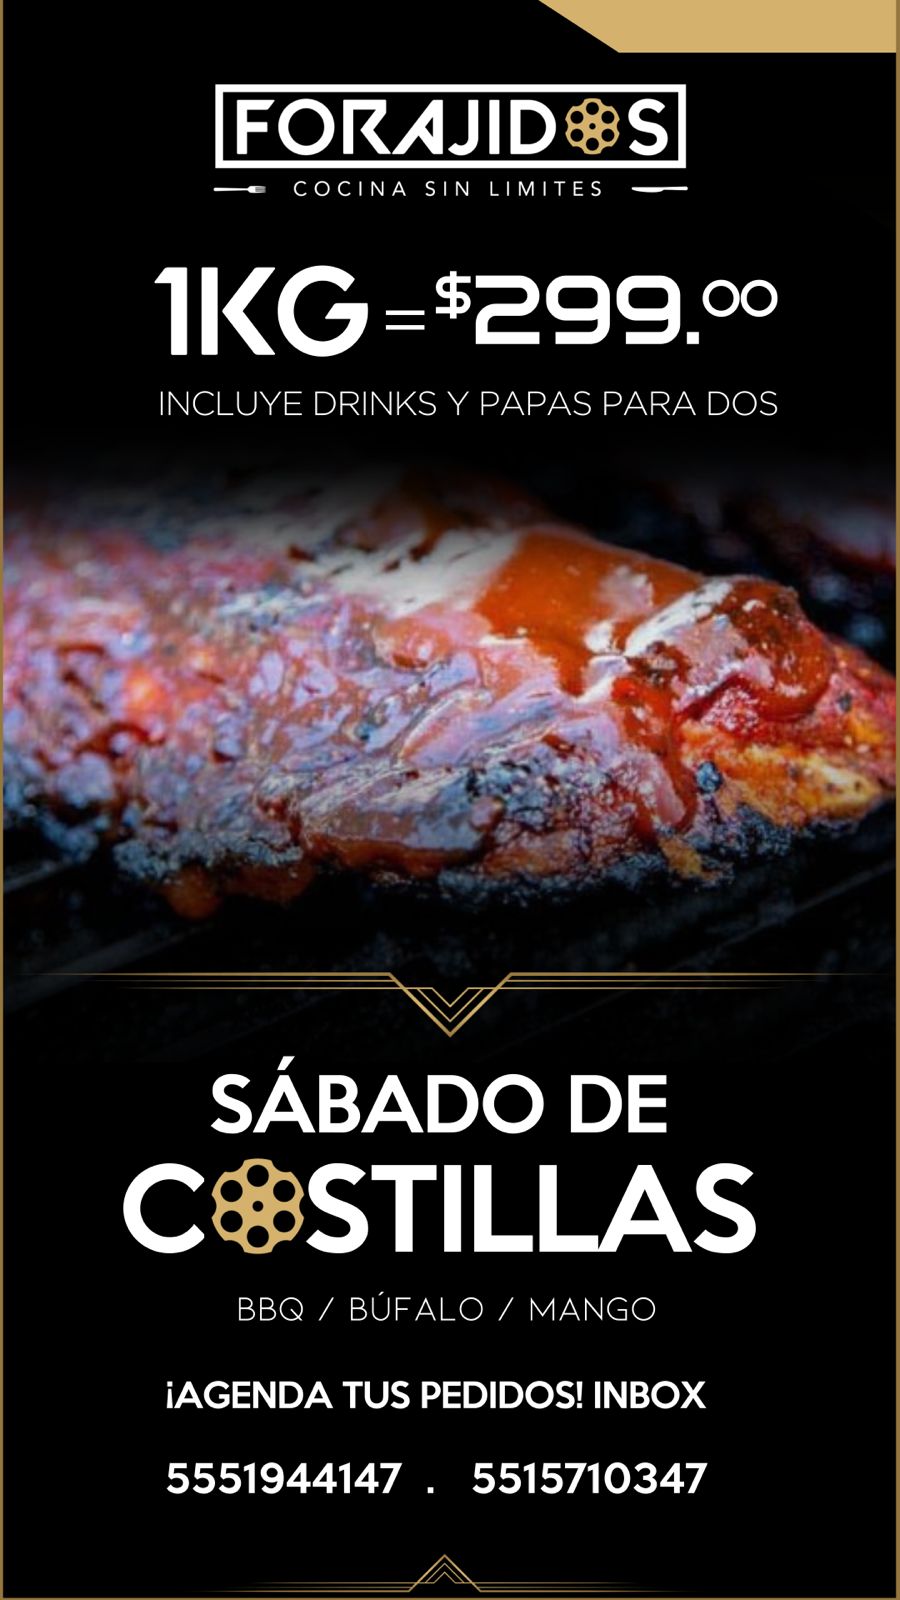 FORAJIDOS
COCINA SIN LIMITES
1KG = $299.00
INCLUYE DRINKS Y PAPAS PARA DOS
SÁBADO DE
COSTILLAS
BBQ / BÚFALO / MANGO
¡AGENDA TUS PEDIDOS! INBOX
5551944147 . 5515710347